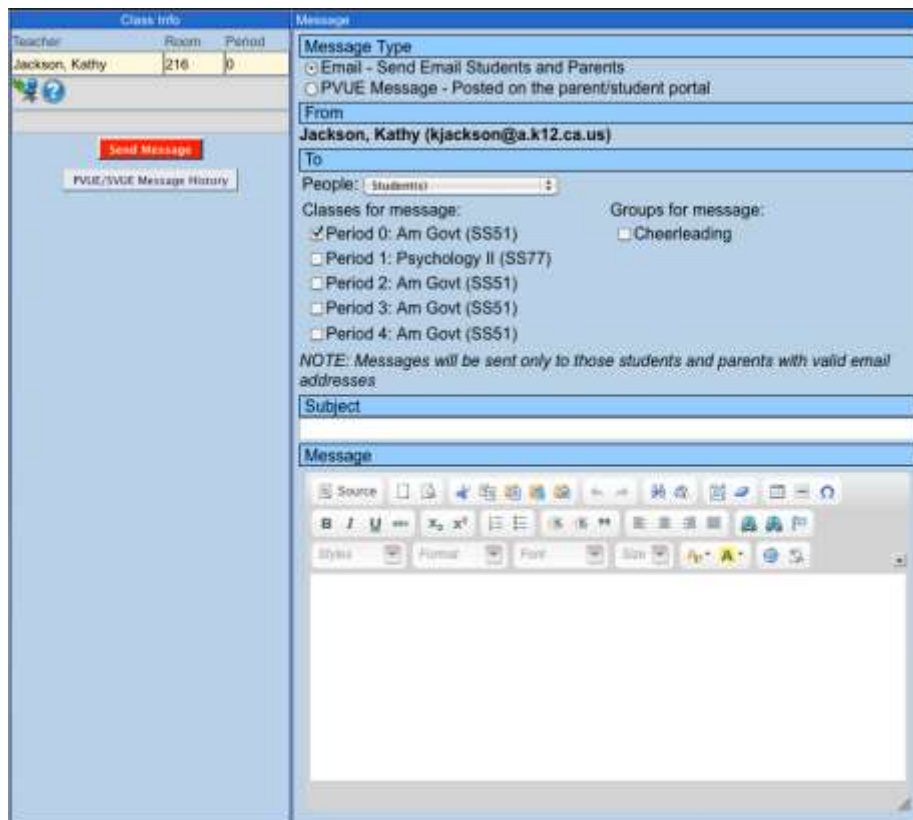 Class Info
Teacher Room Period
Jackson, Kathy 216 0
Send Message
PVUE/SVUE Message History
Message
Message Type
Email - Send Email Students and Parents
PVUE Message - Posted on the parent/student portal
From
Jackson, Kathy (kjackson@a.k12.ca.us)
To
People: Student(s)
Classes for message: Groups for message:
Period 0: Am Govt (SS51) Cheerleading
Period 1: Psychology II (SS77)
Period 2: Am Govt (SS51)
Period 3: Am Govt (SS51)
Period 4: Am Govt (SS51)
NOTE: Messages will be sent only to those students and parents with valid email
addresses
Subject
Message
Source
B I U ABC X₂ X²
Styles Format Font Size A A